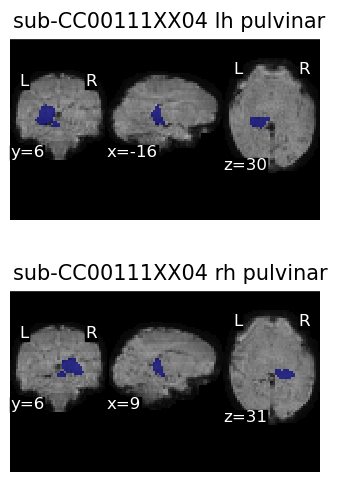 sub-CC00111XX04 lh pulvinar
L R L R
y=6 x=-16 z=30
sub-CC00111XX04 rh pulvinar
L R L R
y=6 x=9 z=31